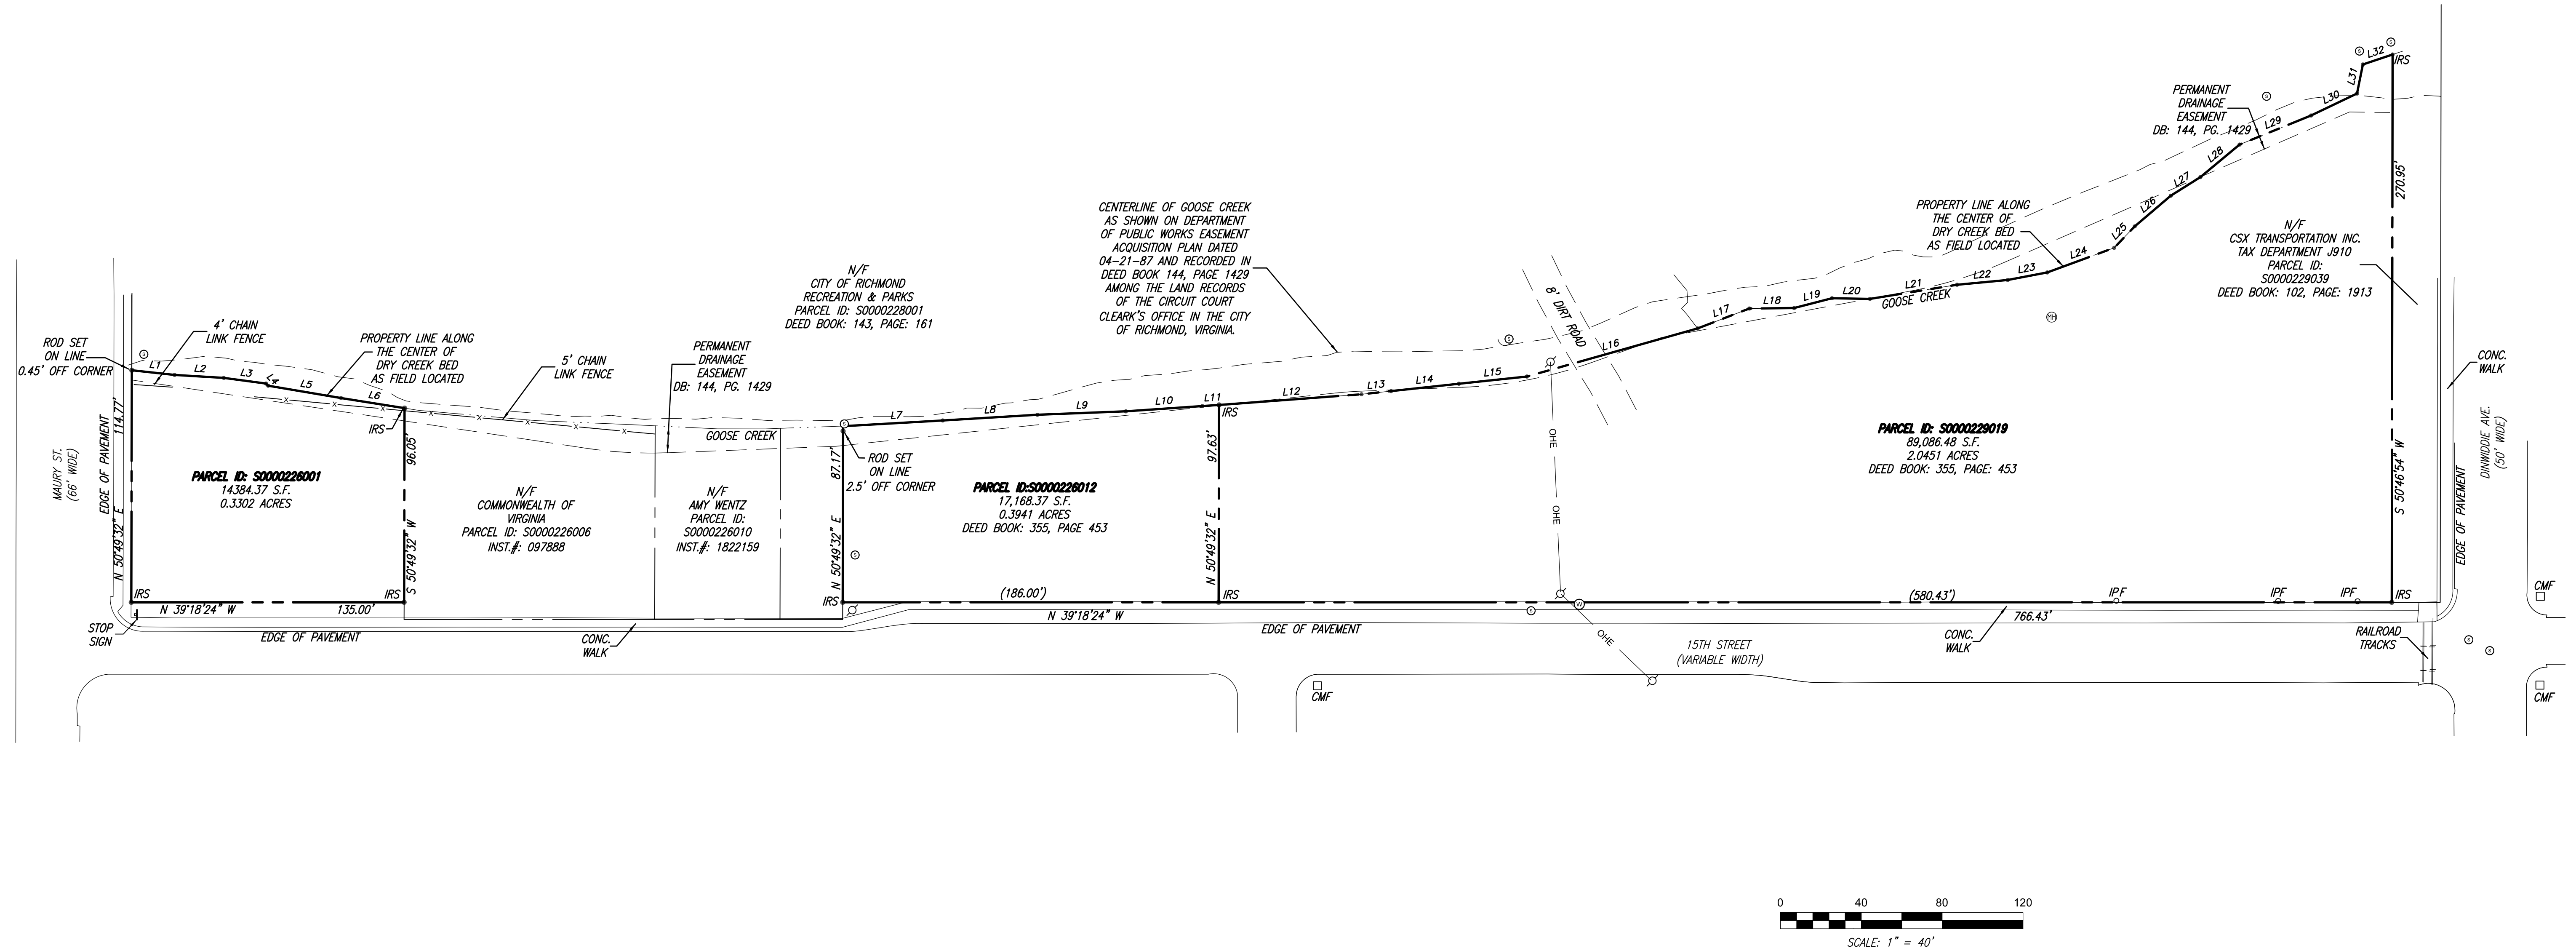 MAURY ST.
(66' WIDE)
EDGE OF PAVEMENT
ROD SET
ON LINE
0.45' OFF CORNER
4' CHAIN
LINK FENCE
L1
L2
L3
L4
L5
L6
PROPERTY LINE ALONG
THE CENTER OF
DRY CREEK BED
AS FIELD LOCATED
5' CHAIN
LINK FENCE
X
X
X
X
X
X
X
X
S
N 50°49'32" E
114.77'
PARCEL ID: S0000226001
14384.37 S.F.
0.3302 ACRES
IRS
IRS
IRS
96.05'
S 50°49'32" W
N 39°18'24" W
135.00'
STOP
SIGN
EDGE OF PAVEMENT
CONC.
WALK
N/F
COMMONWEALTH OF
VIRGINIA
PARCEL ID: S0000226006
INST.#: 097888
N/F
AMY WENTZ
PARCEL ID:
S0000226010
INST.#: 1822159
PERMANENT
DRAINAGE
EASEMENT
DB: 144, PG. 1429
GOOSE CREEK
N/F
CITY OF RICHMOND
RECREATION & PARKS
PARCEL ID: S0000228001
DEED BOOK: 143, PAGE: 161
CENTERLINE OF GOOSE CREEK
AS SHOWN ON DEPARTMENT
OF PUBLIC WORKS EASEMENT
ACQUISITION PLAN DATED
04-21-87 AND RECORDED IN
DEED BOOK 144, PAGE 1429
AMONG THE LAND RECORDS
OF THE CIRCUIT COURT
CLEARK'S OFFICE IN THE CITY
OF RICHMOND, VIRGINIA.
S
L7
L8
L9
L10
L11
IRS
ROD SET
ON LINE
2.5' OFF CORNER
87.17'
N 50°49'32" E
IRS
S
PARCEL ID:S0000226012
17,168.37 S.F.
0.3941 ACRES
DEED BOOK: 355, PAGE 453
97.63'
N 50°49'32" E
(186.00')
IRS
N 39°18'24" W
EDGE OF PAVEMENT
L12
L13
L14
L15
L16
L17
L18
L19
L20
L21
L22
L23
L24
L25
L26
L27
L28
L29
L30
L31
L32
S
8' DIRT ROAD
OHE
OHE
OHE
S
W
GOOSE CREEK
PROPERTY LINE ALONG
THE CENTER OF
DRY CREEK BED
AS FIELD LOCATED
MH
PARCEL ID: S0000229019
89,086.48 S.F.
2.0451 ACRES
DEED BOOK: 355, PAGE: 453
PERMANENT
DRAINAGE
EASEMENT
DB: 144, PG. 1429
S
S
S
IRS
270.95'
S 50°46'54" W
N/F
CSX TRANSPORTATION INC.
TAX DEPARTMENT J910
PARCEL ID:
S0000229039
DEED BOOK: 102, PAGE: 1913
(580.43')
IPF
IPF
IPF
IRS
766.43'
CONC.
WALK
15TH STREET
(VARIABLE WIDTH)
RAILROAD
TRACKS
CONC.
WALK
DINWIDDIE AVE.
(50' WIDE)
EDGE OF PAVEMENT
S
S
CMF
CMF
CMF
0 40 80 120
SCALE: 1" = 40'